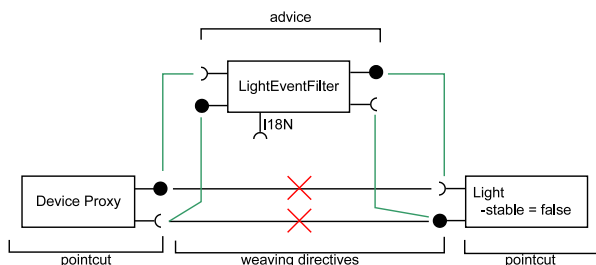 advice
LightEventFilter
I18N
Device Proxy
Light
-stable = false
pointcut
weaving directives
pointcut